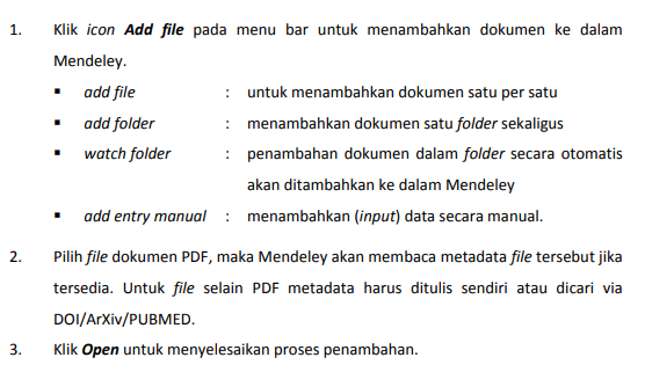 1. Klik icon Add file pada menu bar untuk menambahkan dokumen ke dalam
Mendeley.
▪ add file : untuk menambahkan dokumen satu per satu
▪ add folder : menambahkan dokumen satu folder sekaligus
▪ watch folder : penambahan dokumen dalam folder secara otomatis
akan ditambahkan ke dalam Mendeley
▪ add entry manual : menambahkan (input) data secara manual.
2. Pilih file dokumen PDF, maka Mendeley akan membaca metadata file tersebut jika
tersedia. Untuk file selain PDF metadata harus ditulis sendiri atau dicari via
DOI/ArXiv/PUBMED.
3. Klik Open untuk menyelesaikan proses penambahan.